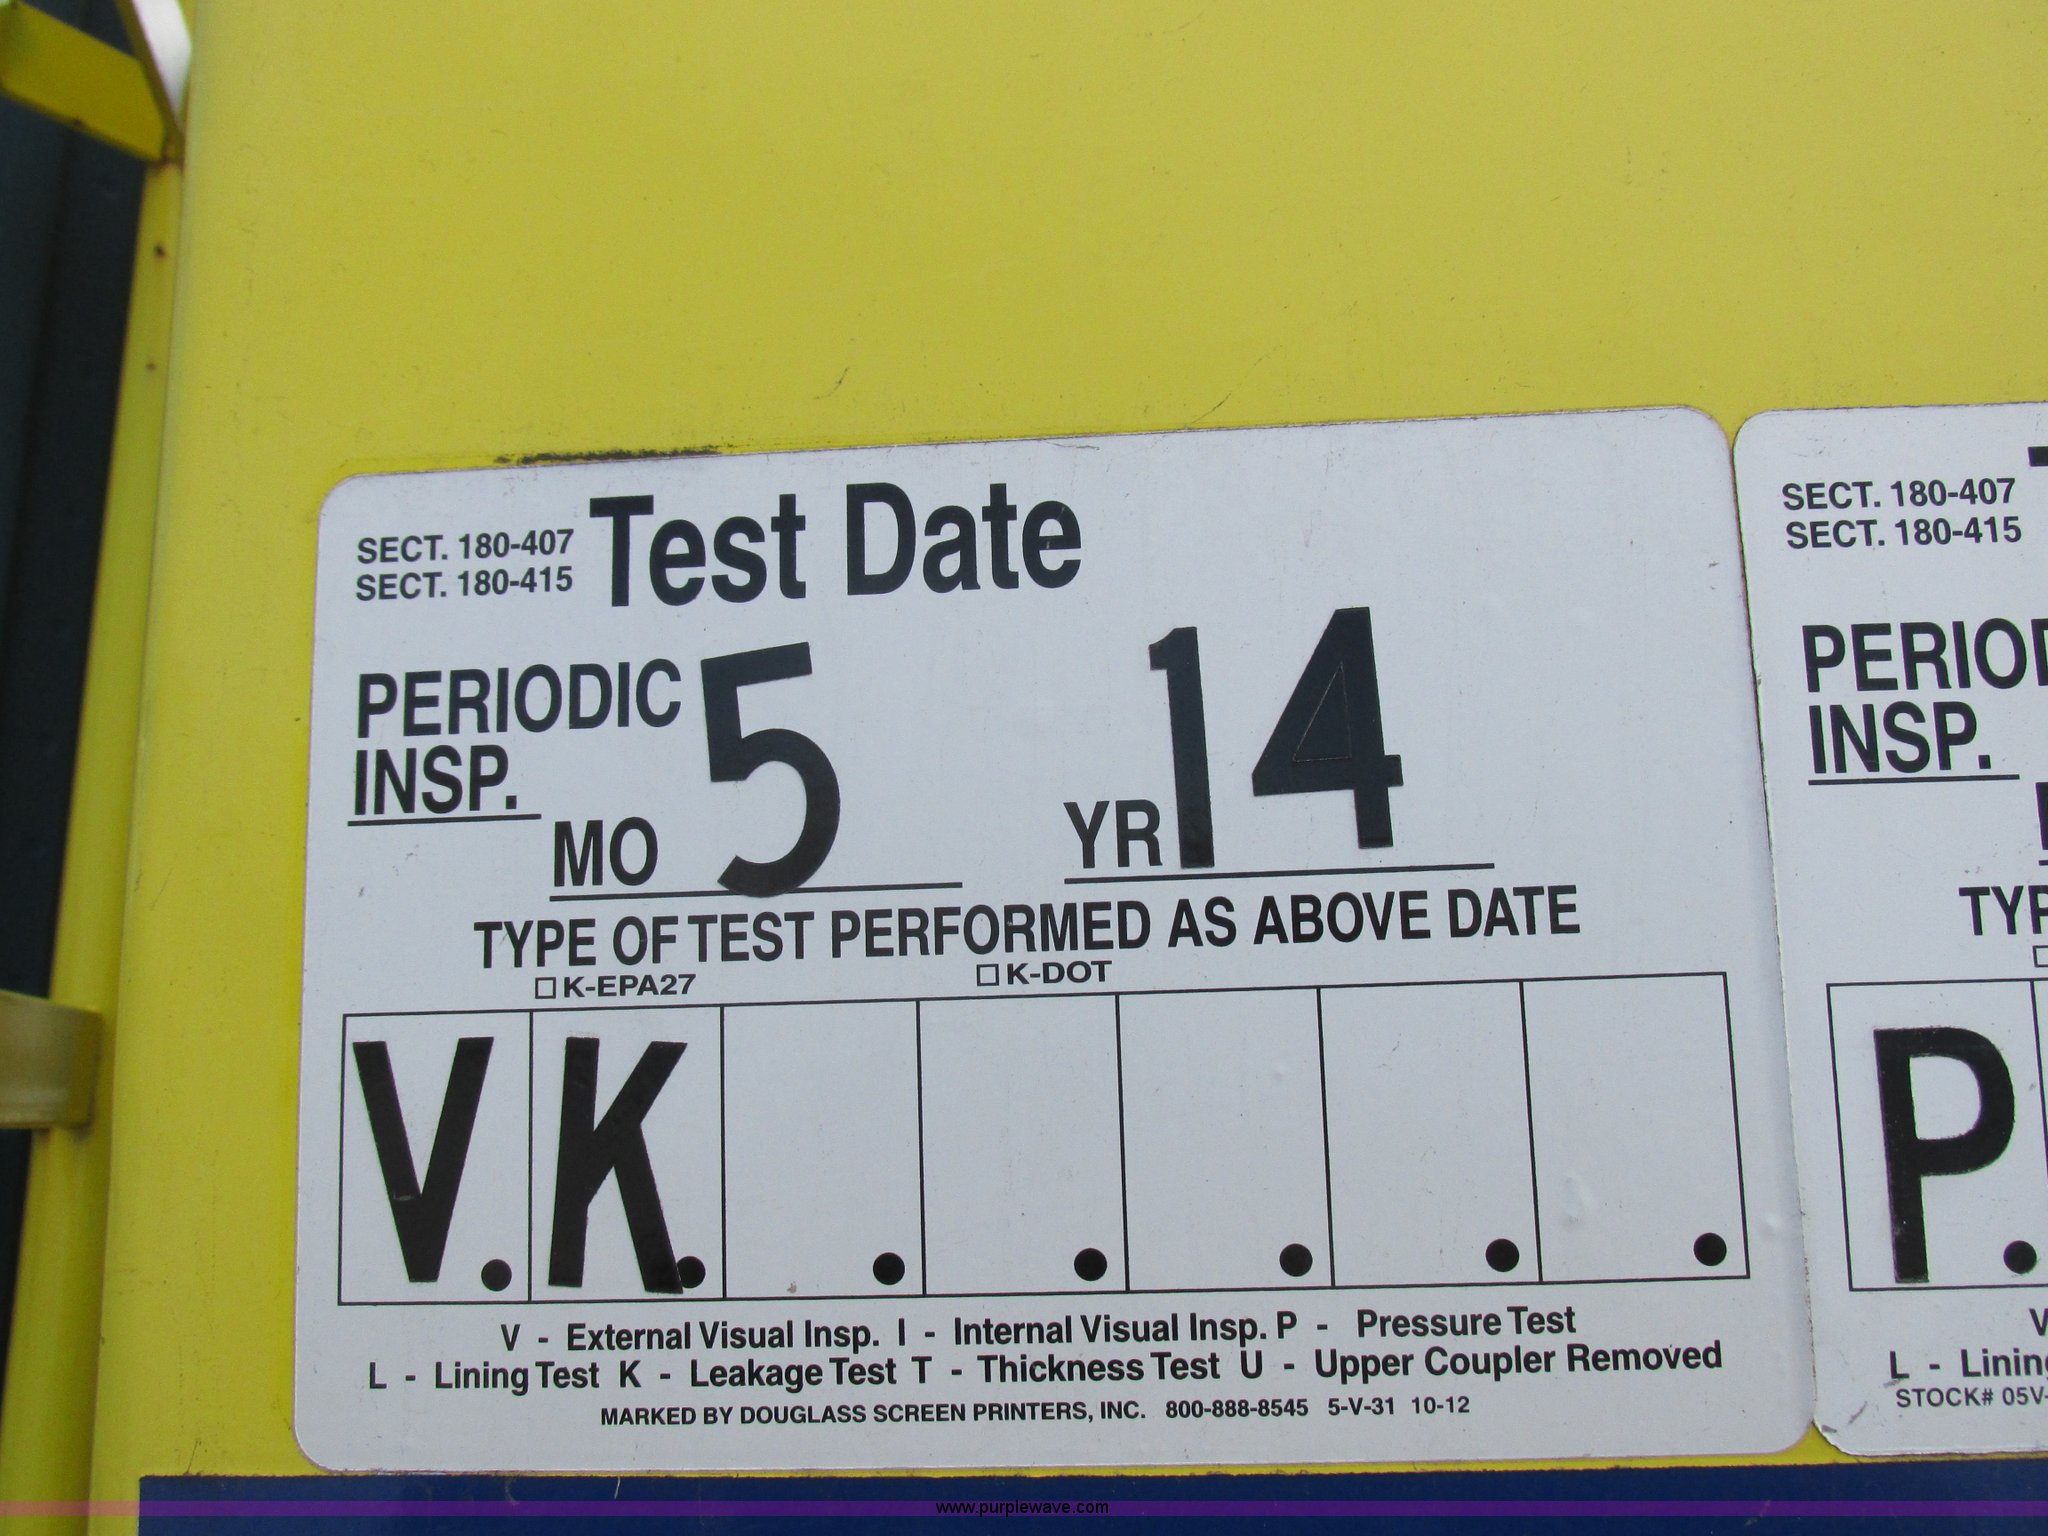 SECT. 180-407
SECT. 180-415
Test Date
PERIODIC
INSP.
MO 5 YR 14
TYPE OF TEST PERFORMED AS ABOVE DATE
☐ K-EPA27 ☐ K-DOT
V. K. . . . . .
V - External Visual Insp. I - Internal Visual Insp. P - Pressure Test
L - Lining Test K - Leakage Test T - Thickness Test U - Upper Coupler Removed
MARKED BY DOUGLASS SCREEN PRINTERS, INC. 800-888-8545 5-V-31 10-12
SECT. 180-407
SECT. 180-415
PERIOD
INSP.
TYP
P.
V
L - Lining
STOCK# 05V-
www.purplewave.com